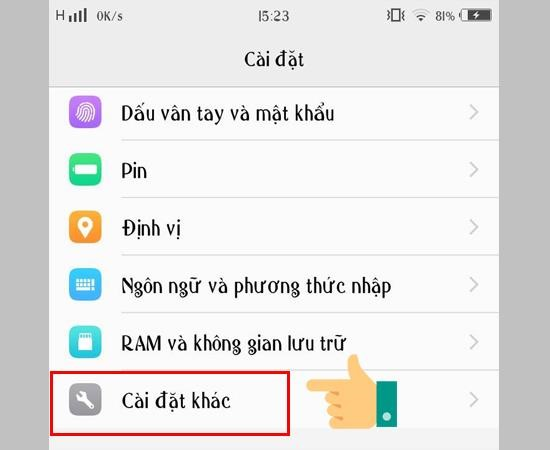 H 0K/s 15:23 81%
Cài đặt
Dấu vân tay và mật khẩu
Pin
Định vị
Ngôn ngữ và phương thức nhập
RAM và không gian lưu trữ
Cài đặt khác